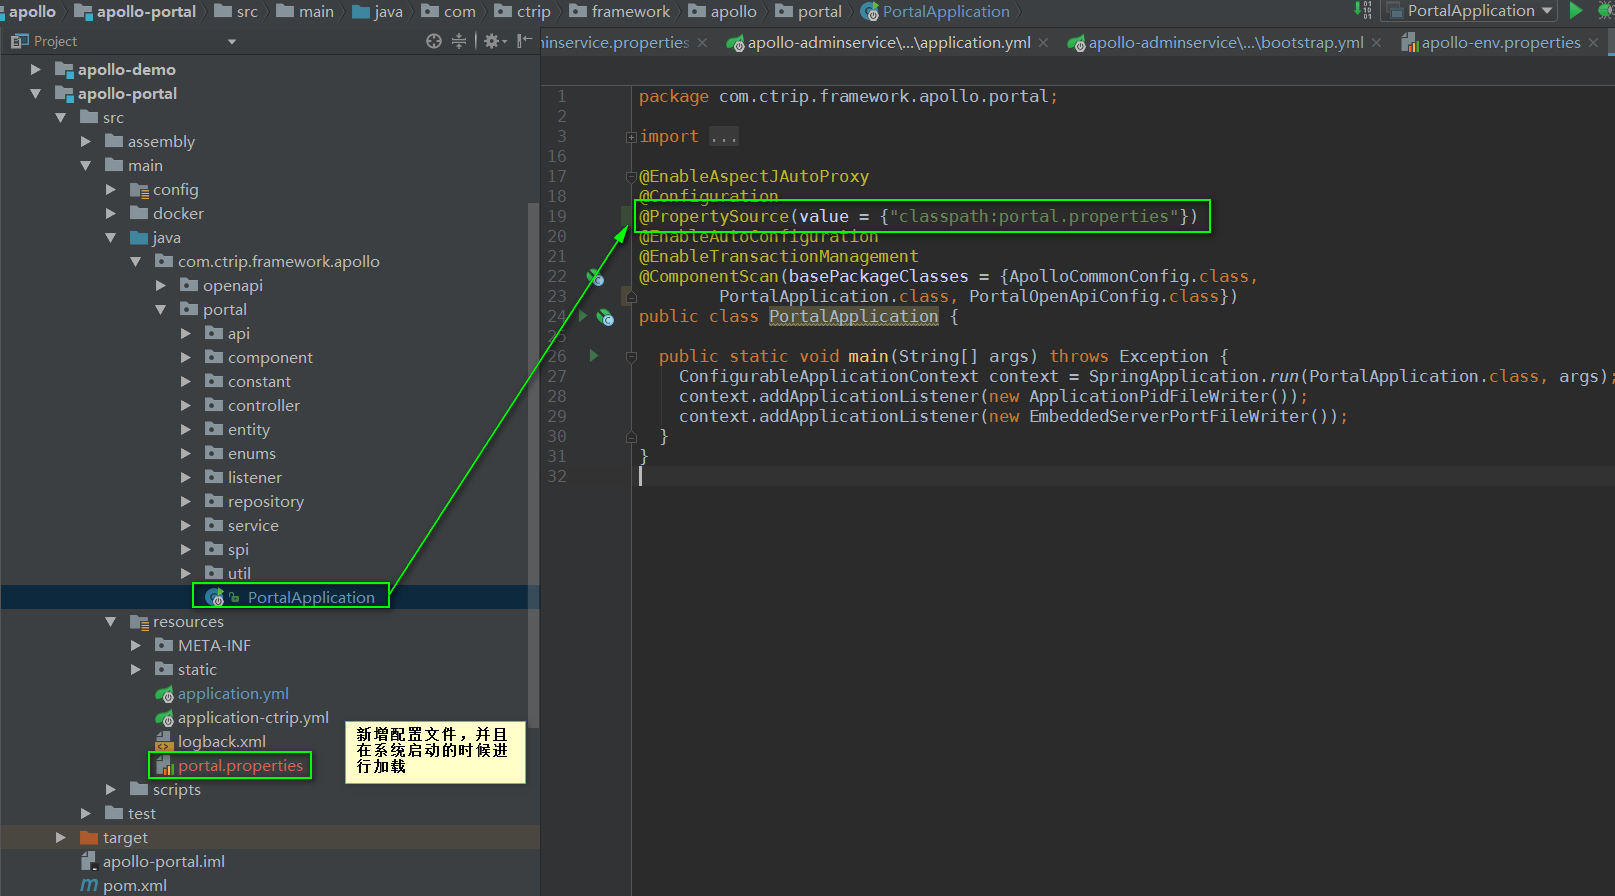 apollo
apollo-portal
src
main
java
com
ctrip
framework
apollo
portal
PortalApplication
PortalApplication
Project
ninservice.properties
apollo-adminservice\...\application.yml
apollo-adminservice\...\bootstrap.yml
apollo-env.properties
apollo-demo
apollo-portal
src
assembly
main
config
docker
java
com.ctrip.framework.apollo
openapi
portal
api
component
constant
controller
entity
enums
listener
repository
service
spi
util
PortalApplication
resources
META-INF
static
application.yml
application-ctrip.yml
logback.xml
portal.properties
scripts
test
target
apollo-portal.iml
pom.xml
新增配置文件，并且
在系统启动的时候进
行加载
1 package com.ctrip.framework.apollo.portal;
2
3 import ...
16
17 @EnableAspectJAutoProxy
18 @Configuration
19 @PropertySource(value = {"classpath:portal.properties"})
20 @EnableAutoConfiguration
21 @EnableTransactionManagement
22 @ComponentScan(basePackageClasses = {ApolloCommonConfig.class,
23 PortalApplication.class, PortalOpenApiConfig.class})
24 public class PortalApplication {
25
26 public static void main(String[] args) throws Exception {
27 ConfigurableApplicationContext context = SpringApplication.run(PortalApplication.class, args);
28 context.addApplicationListener(new ApplicationPidFileWriter());
29 context.addApplicationListener(new EmbeddedServerPortFileWriter());
30 }
31 }
32